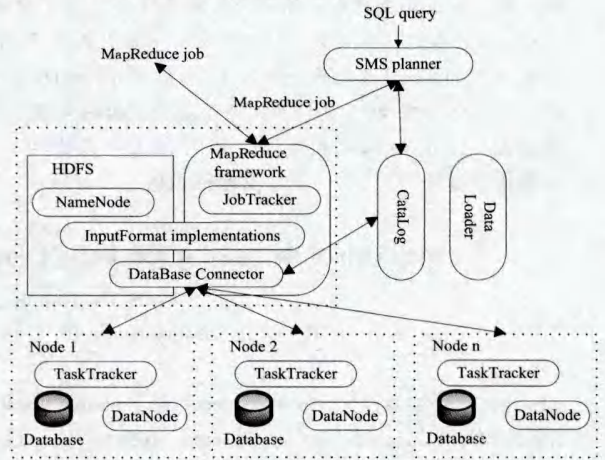 SQL query
MapReduce job
SMS planner
MapReduce job
HDFS
MapReduce
framework
NameNode
JobTracker
InputFormat implementations
DataBase Connector
CataLog
Data
Loader
Node 1
TaskTracker
DataNode
Database
Node 2
TaskTracker
DataNode
Database
Node n
TaskTracker
DataNode
Database